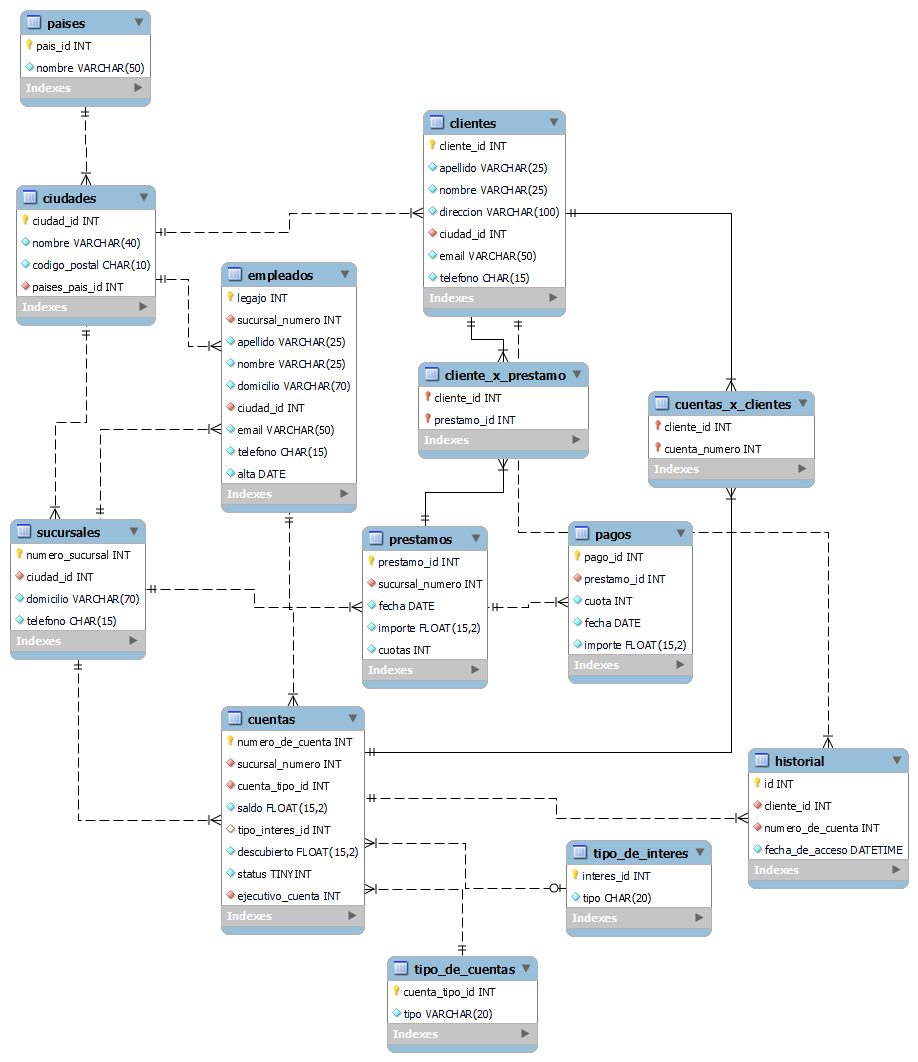 paises
pais_id INT
nombre VARCHAR(50)
Indexes
ciudades
ciudad_id INT
nombre VARCHAR(40)
codigo_postal CHAR(10)
paises_pais_id INT
Indexes
clientes
cliente_id INT
apellido VARCHAR(25)
nombre VARCHAR(25)
direccion VARCHAR(100)
ciudad_id INT
email VARCHAR(50)
telefono CHAR(15)
Indexes
empleados
legajo INT
sucursal_numero INT
apellido VARCHAR(25)
nombre VARCHAR(25)
domicilio VARCHAR(70)
ciudad_id INT
email VARCHAR(50)
telefono CHAR(15)
alta DATE
Indexes
cliente_x_prestamo
cliente_id INT
prestamo_id INT
Indexes
cuentas_x_clientes
cliente_id INT
cuenta_numero INT
Indexes
sucursales
numero_sucursal INT
ciudad_id INT
domicilio VARCHAR(70)
telefono CHAR(15)
Indexes
prestamos
prestamo_id INT
sucursal_numero INT
fecha DATE
importe FLOAT(15,2)
cuotas INT
Indexes
pagos
pago_id INT
prestamo_id INT
cuota INT
fecha DATE
importe FLOAT(15,2)
Indexes
cuentas
numero_de_cuenta INT
sucursal_numero INT
cuenta_tipo_id INT
saldo FLOAT(15,2)
tipo_interes_id INT
descubierto FLOAT(15,2)
status TINYINT
ejecutivo_cuenta INT
Indexes
historial
id INT
cliente_id INT
numero_de_cuenta INT
fecha_de_acceso DATETIME
Indexes
tipo_de_interes
interes_id INT
tipo CHAR(20)
Indexes
tipo_de_cuentas
cuenta_tipo_id INT
tipo VARCHAR(20)
Indexes